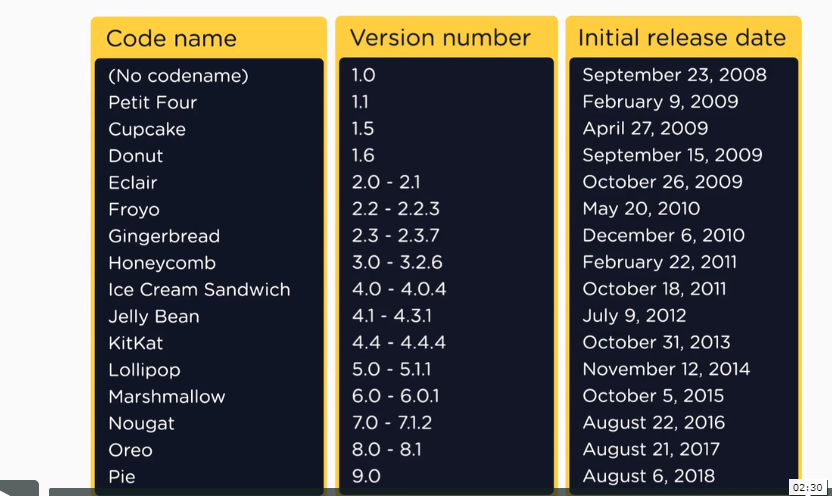 Code name Version number Initial release date
(No codename) 1.0 September 23, 2008
Petit Four 1.1 February 9, 2009
Cupcake 1.5 April 27, 2009
Donut 1.6 September 15, 2009
Eclair 2.0 - 2.1 October 26, 2009
Froyo 2.2 - 2.2.3 May 20, 2010
Gingerbread 2.3 - 2.3.7 December 6, 2010
Honeycomb 3.0 - 3.2.6 February 22, 2011
Ice Cream Sandwich 4.0 - 4.0.4 October 18, 2011
Jelly Bean 4.1 - 4.3.1 July 9, 2012
KitKat 4.4 - 4.4.4 October 31, 2013
Lollipop 5.0 - 5.1.1 November 12, 2014
Marshmallow 6.0 - 6.0.1 October 5, 2015
Nougat 7.0 - 7.1.2 August 22, 2016
Oreo 8.0 - 8.1 August 21, 2017
Pie 9.0 August 6, 2018
02:30